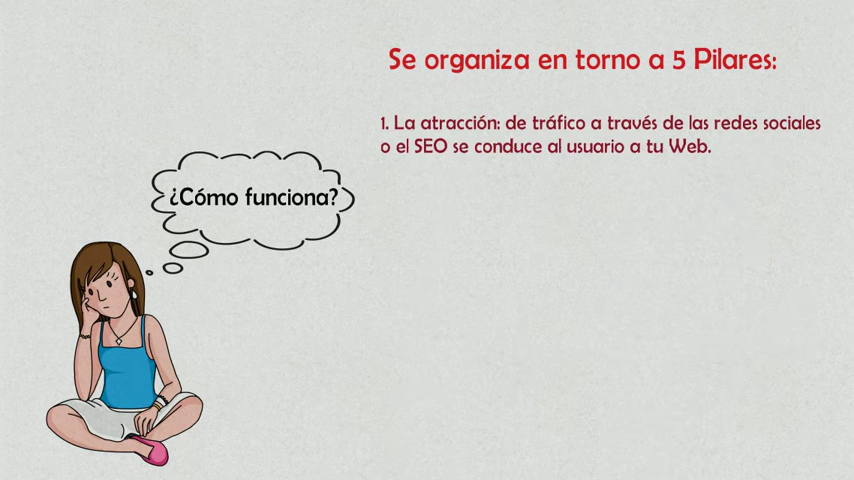 Se organiza en torno a 5 Pilares:
1. La atracción: de tráfico a través de las redes sociales
o el SEO se conduce al usuario a tu Web.
¿Cómo funciona?